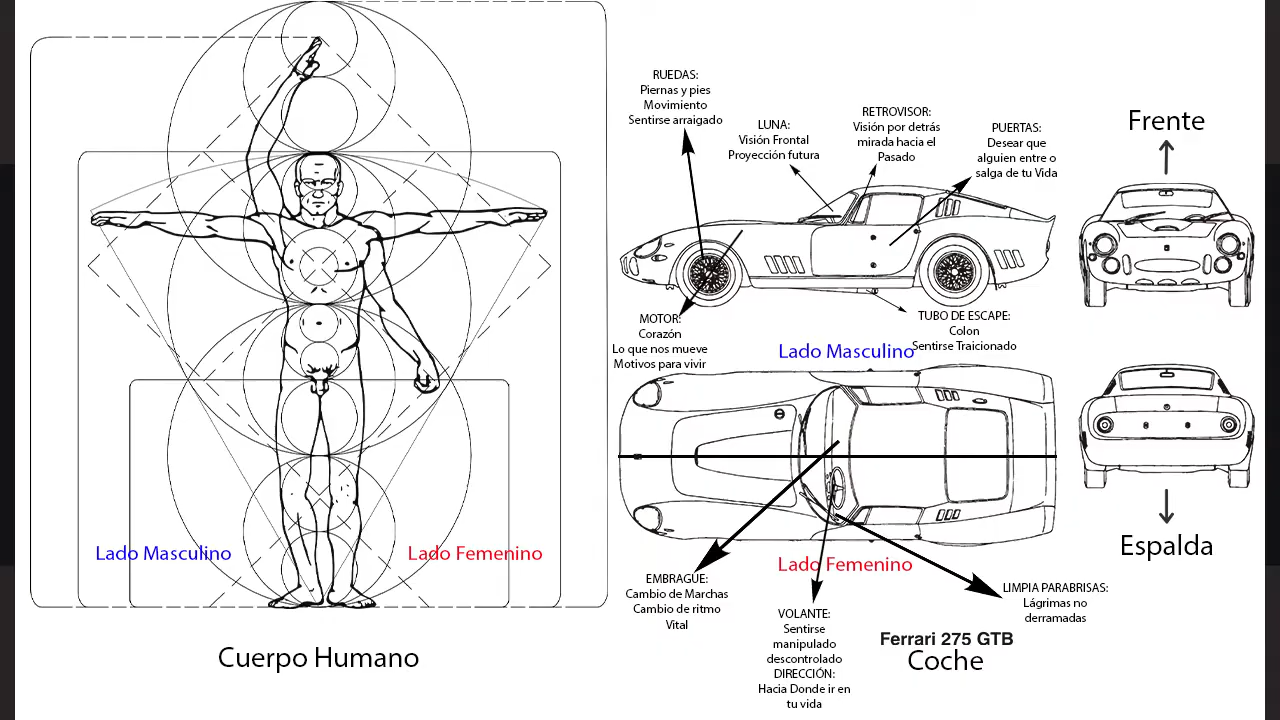 RUEDAS:
Piernas y pies
Movimiento
Sentirse arraigado
LUNA:
Visión Frontal
Proyección futura
RETROVISOR:
Visión por detrás
mirada hacia el
Pasado
PUERTAS:
Desear que
alguien entre o
salga de tu Vida
Frente
MOTOR:
Corazón
Lo que nos mueve
Motivos para vivir
TUBO DE ESCAPE:
Colon
Sentirse Traicionado
Lado Masculino
Lado Masculino
Lado Femenino
Lado Femenino
Espalda
EMBRAGUE:
Cambio de Marchas
Cambio de ritmo
Vital
VOLANTE:
Sentirse
manipulado
descontrolado
DIRECCIÓN:
Hacia Donde ir en
tu vida
LIMPIA PARABRISAS:
Lágrimas no
derramadas
Cuerpo Humano
Ferrari 275 GTB
Coche